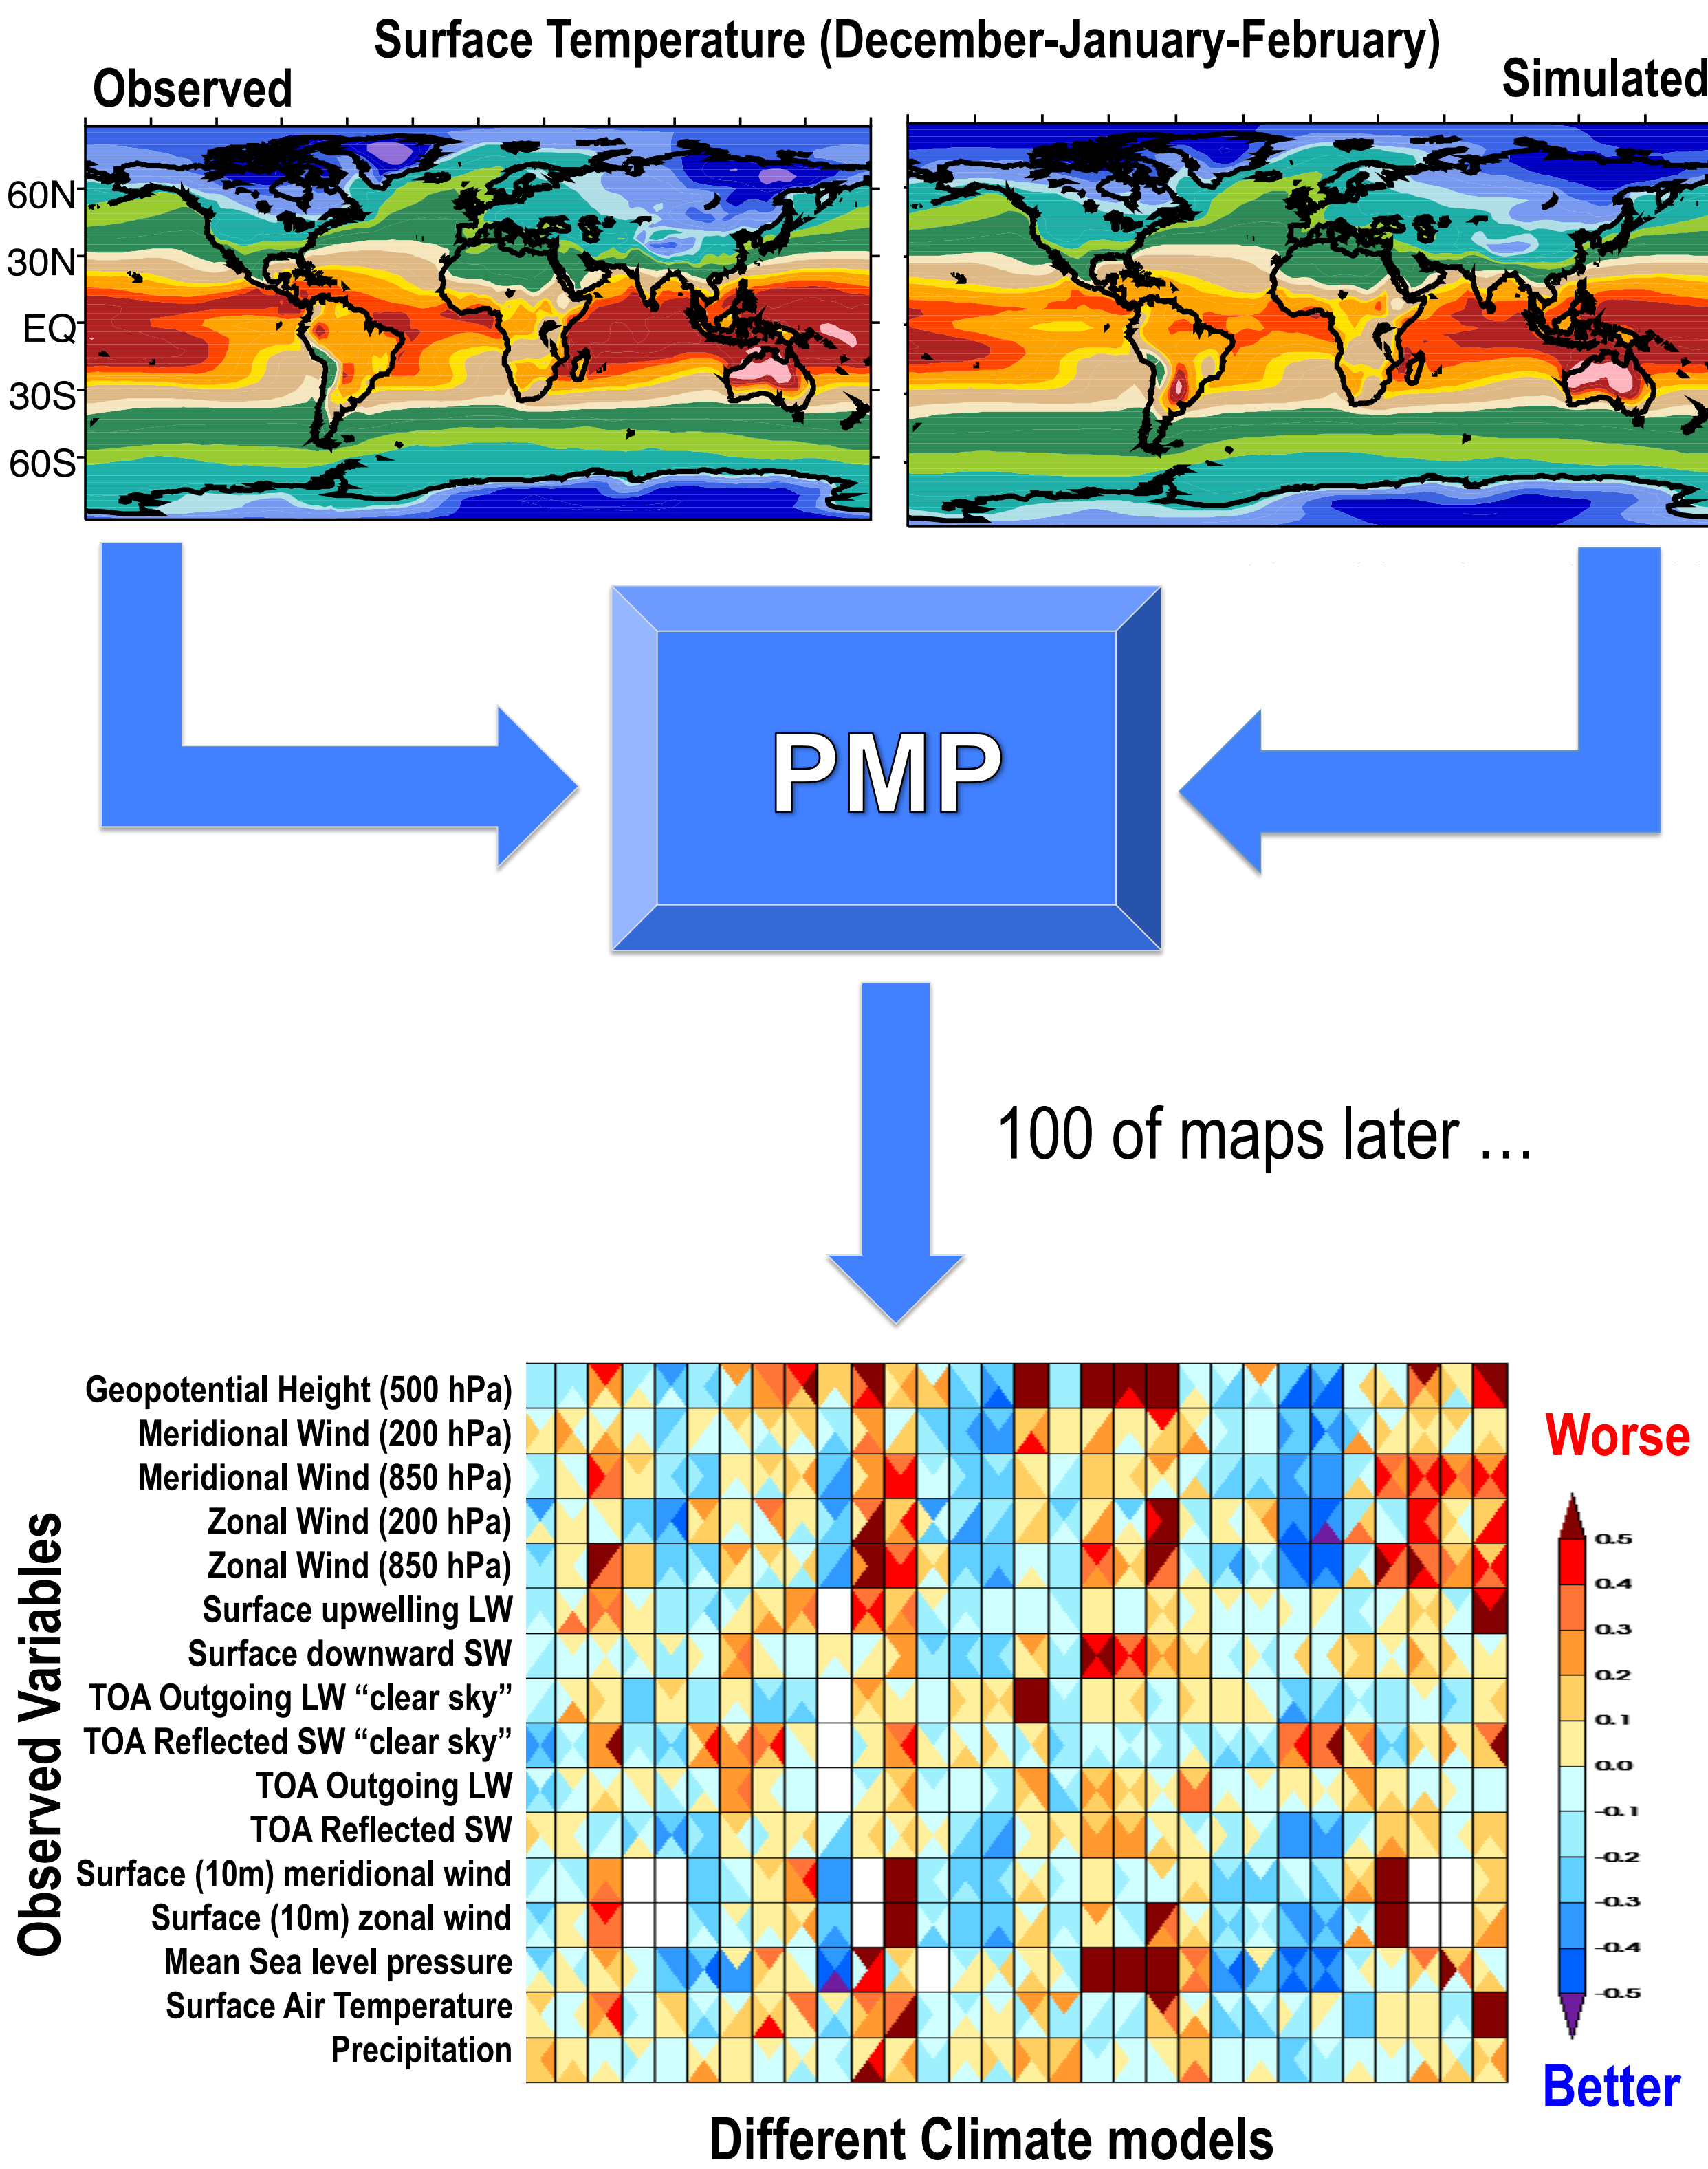 Surface Temperature (December-January-February)
Observed
Simulated
60N
30N
EQ
30S
60S
PMP
100 of maps later …
Observed Variables
Geopotential Height (500 hPa)
Meridional Wind (200 hPa)
Meridional Wind (850 hPa)
Zonal Wind (200 hPa)
Zonal Wind (850 hPa)
Surface upwelling LW
Surface downward SW
TOA Outgoing LW “clear sky”
TOA Reflected SW “clear sky”
TOA Outgoing LW
TOA Reflected SW
Surface (10m) meridional wind
Surface (10m) zonal wind
Mean Sea level pressure
Surface Air Temperature
Precipitation
Different Climate models
Worse
0.5
0.4
0.3
0.2
0.1
0.0
-0.1
-0.2
-0.3
-0.4
-0.5
Better